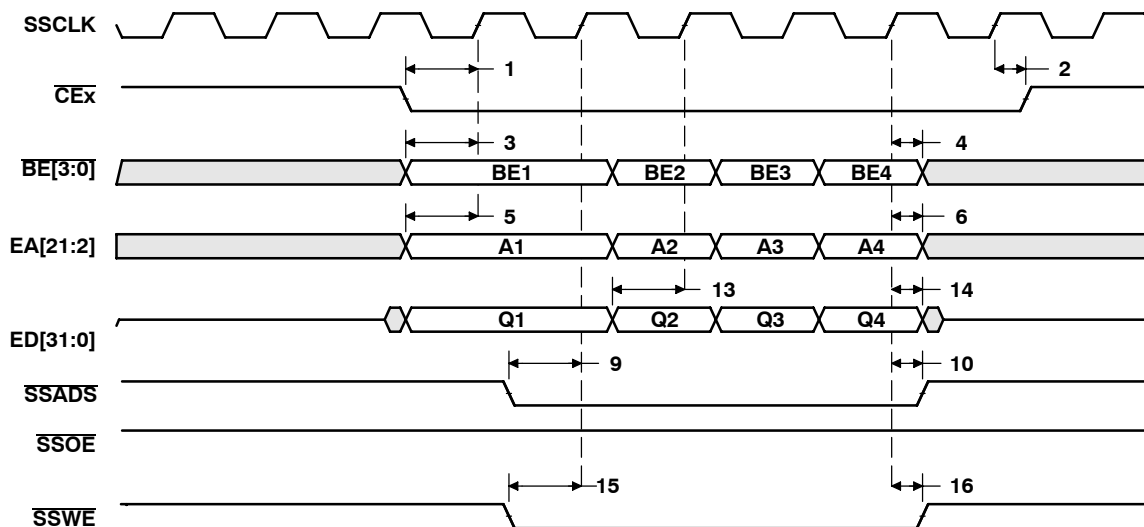 SSCLK
1 2
CEx
3 4
BE[3:0] BE1 BE2 BE3 BE4
5 6
EA[21:2] A1 A2 A3 A4
13 14
ED[31:0] Q1 Q2 Q3 Q4
9 10
SSADS
SSOE
15 16
SSWE